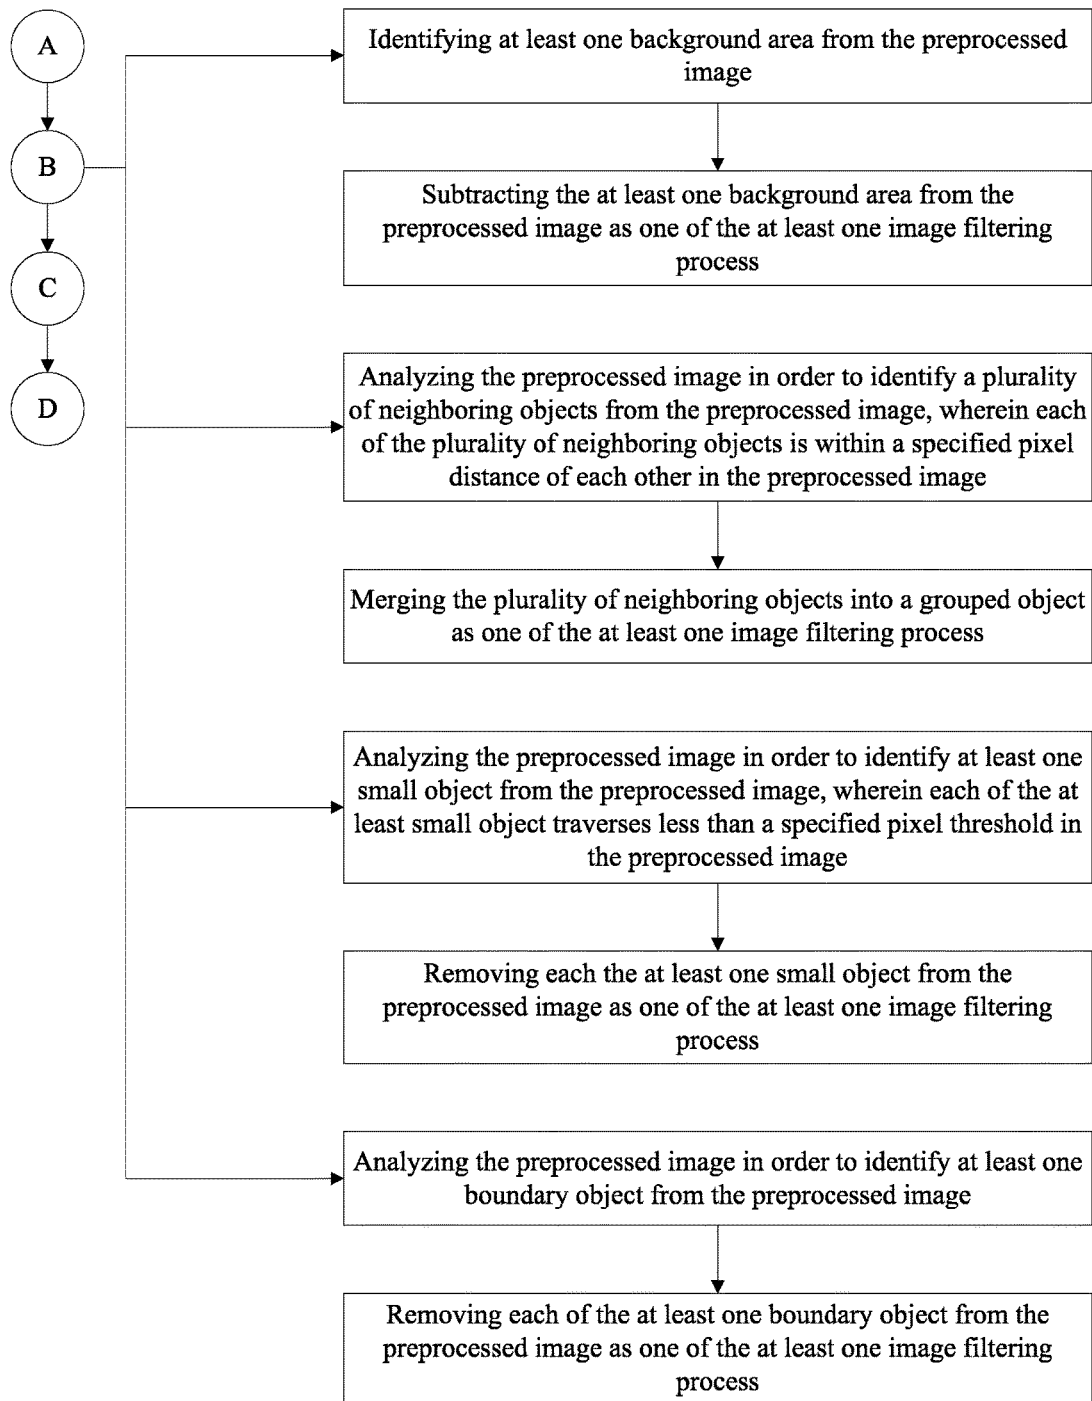 A
B
C
D
Identifying at least one background area from the preprocessed
image
Subtracting the at least one background area from the
preprocessed image as one of the at least one image filtering
process
Analyzing the preprocessed image in order to identify a plurality
of neighboring objects from the preprocessed image, wherein each
of the plurality of neighboring objects is within a specified pixel
distance of each other in the preprocessed image
Merging the plurality of neighboring objects into a grouped object
as one of the at least one image filtering process
Analyzing the preprocessed image in order to identify at least one
small object from the preprocessed image, wherein each of the at
least small object traverses less than a specified pixel threshold in
the preprocessed image
Removing each the at least one small object from the
preprocessed image as one of the at least one image filtering
process
Analyzing the preprocessed image in order to identify at least one
boundary object from the preprocessed image
Removing each of the at least one boundary object from the
preprocessed image as one of the at least one image filtering
process